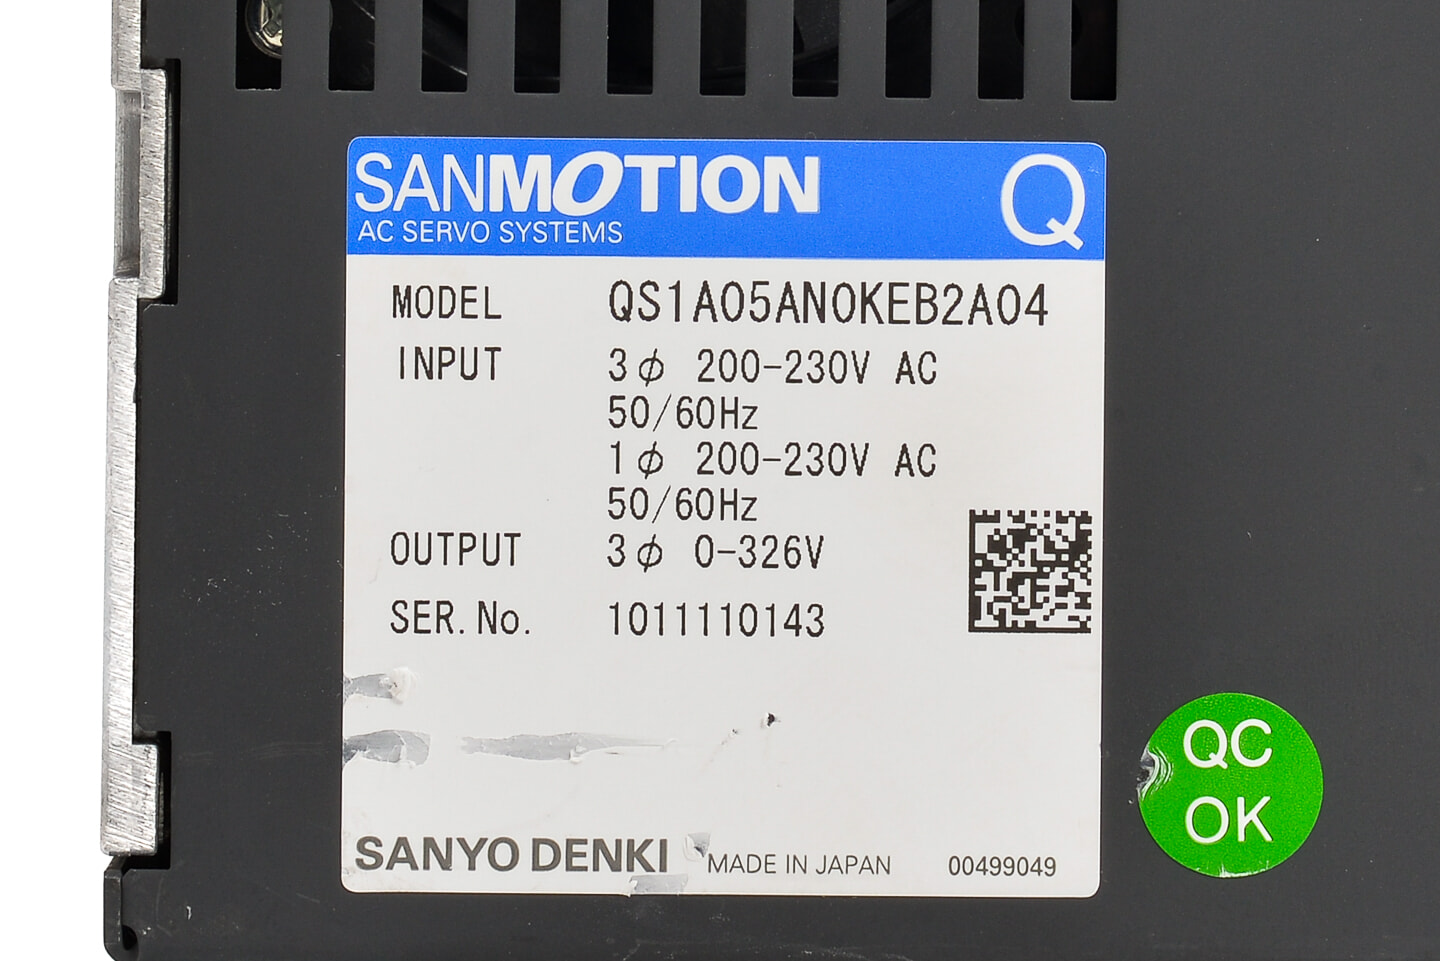 SANMOTION Q
AC SERVO SYSTEMS
MODEL QS1A05AN0KEB2A04
INPUT 3φ 200-230V AC
50/60Hz
1φ 200-230V AC
50/60Hz
OUTPUT 3φ 0-326V
SER.No. 1011110143
SANYO DENKI MADE IN JAPAN 00499049
QC
OK